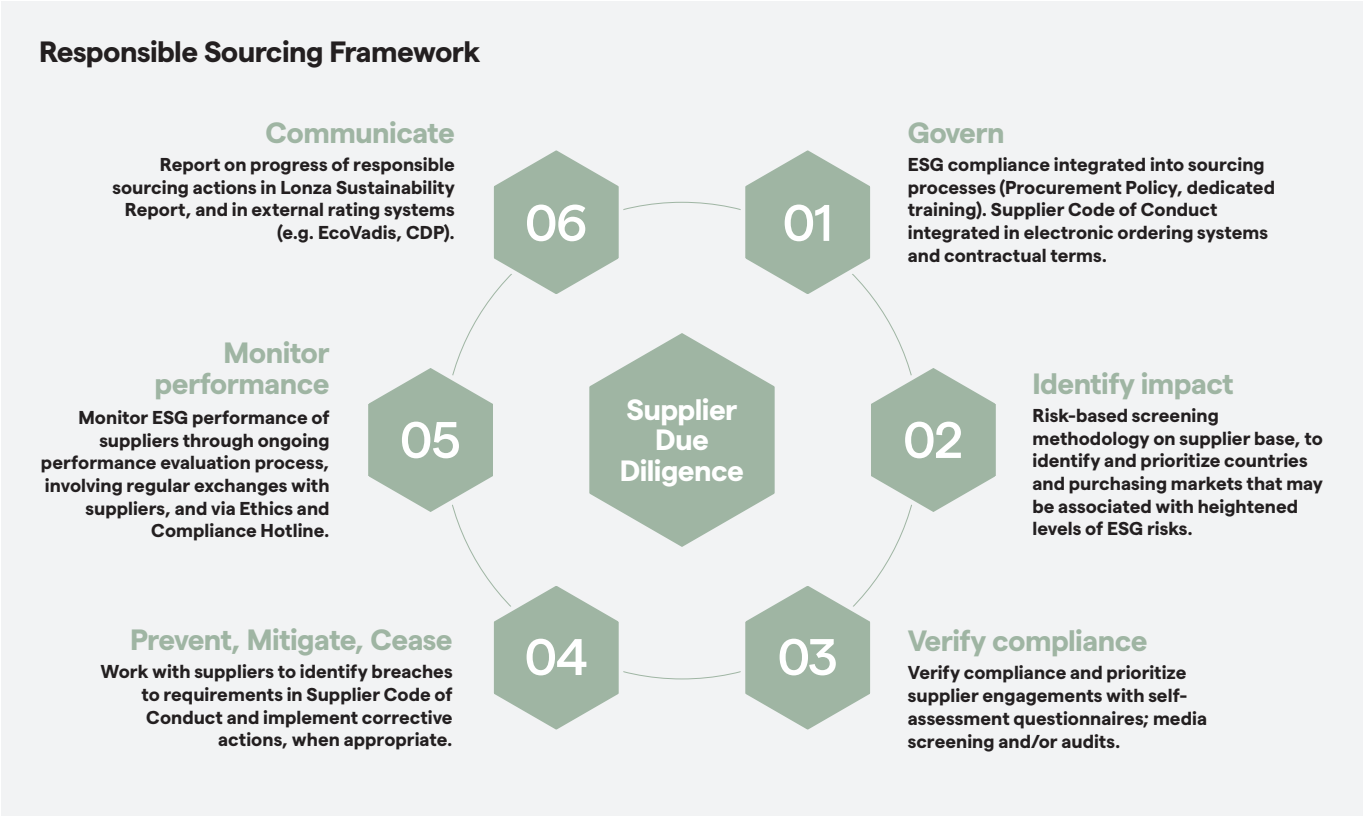 Responsible Sourcing Framework
Communicate
Report on progress of responsible
sourcing actions in Lonza Sustainability
Report, and in external rating systems
(e.g. EcoVadis, CDP).
06
01
Govern
ESG compliance integrated into sourcing
processes (Procurement Policy, dedicated
training). Supplier Code of Conduct
integrated in electronic ordering systems
and contractual terms.
Monitor
performance
Monitor ESG performance of
suppliers through ongoing
performance evaluation process,
involving regular exchanges with
suppliers, and via Ethics and
Compliance Hotline.
05
Supplier
Due
Diligence
02
Identify impact
Risk-based screening
methodology on supplier base, to
identify and prioritize countries
and purchasing markets that may
be associated with heightened
levels of ESG risks.
Prevent, Mitigate, Cease
Work with suppliers to identify breaches
to requirements in Supplier Code of
Conduct and implement corrective
actions, when appropriate.
04
03
Verify compliance
Verify compliance and prioritize
supplier engagements with self-
assessment questionnaires; media
screening and/or audits.